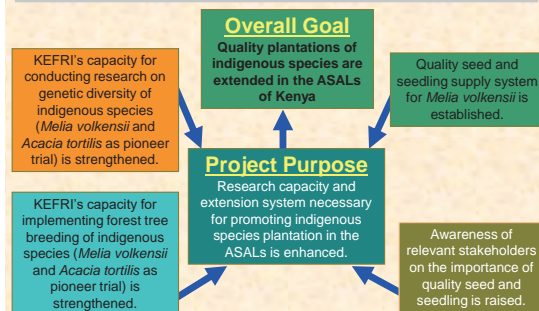 Overall Goal
Quality plantations of
indigenous species are
extended in the ASALs
of Kenya
KEFRI's capacity for
conducting research on
genetic diversity of
indigenous species
(Melia volkensii and
Acacia tortilis as pioneer
trial) is strengthened.
Quality seed and
seedling supply system
for Melia volkensii is
established.
Project Purpose
Research capacity and
extension system necessary
for promoting indigenous
species plantation in the
ASALs is enhanced.
KEFRI's capacity for
implementing forest tree
breeding of indigenous
species (Melia volkensii
and Acacia tortilis as
pioneer trial) is
strengthened.
Awareness of
relevant stakeholders
on the importance of
quality seed and
seedling is raised.